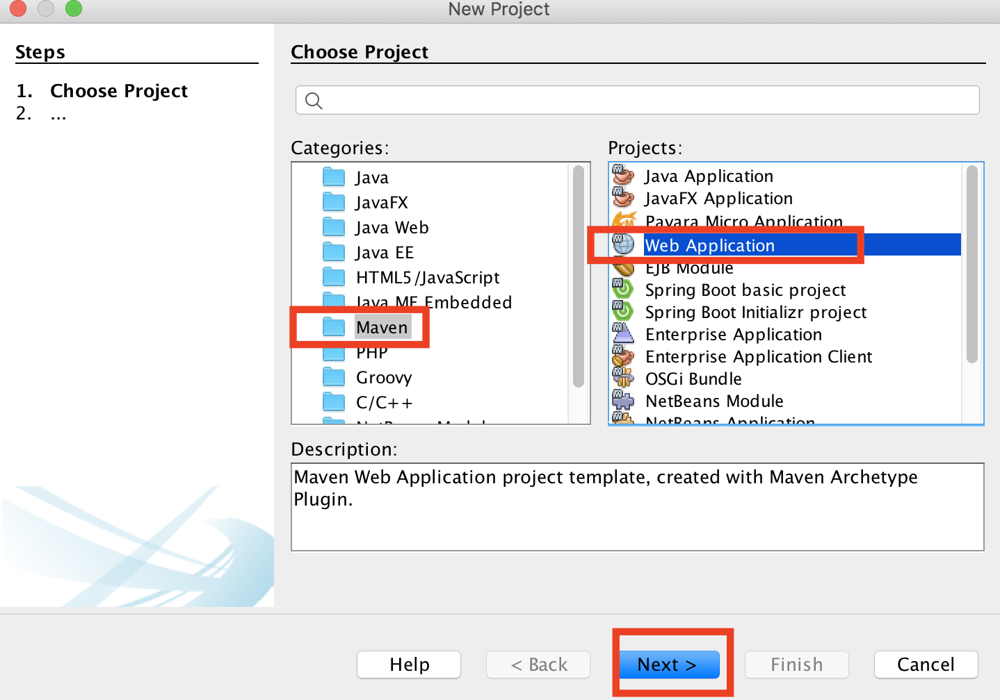 New Project
Steps
1. Choose Project
2. ...
Choose Project
Categories:
Java
JavaFX
Java Web
Java EE
HTML5/JavaScript
Java ME Embedded
Maven
PHP
Groovy
C/C++
Projects:
Java Application
JavaFX Application
Payara Micro Application
Web Application
EJB Module
Spring Boot basic project
Spring Boot Initializr project
Enterprise Application
Enterprise Application Client
OSGi Bundle
NetBeans Module
NetBeans Application
Description:
Maven Web Application project template, created with Maven Archetype
Plugin.
Help
< Back
Next >
Finish
Cancel